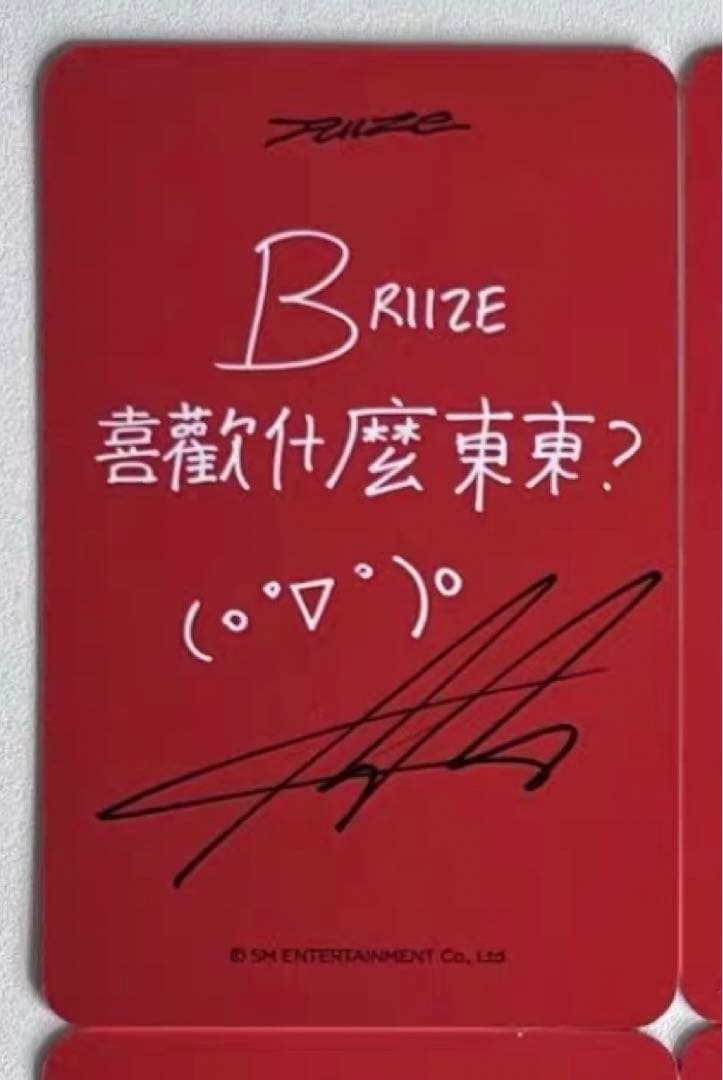 RIIZE
BRIIZE
喜歡什麼東東?
(o°∇°)o
© SM ENTERTAINMENT Co., Ltd